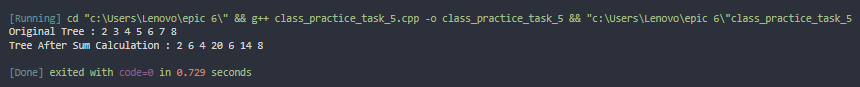 [Running] cd "c:\Users\Lenovo\epic 6\" && g++ class_practice_task_5.cpp -o class_practice_task_5 && "c:\Users\Lenovo\epic 6\"class_practice_task_5
Original Tree : 2 3 4 5 6 7 8
Tree After Sum Calculation : 2 6 4 20 6 14 8
[Done] exited with code=0 in 0.729 seconds